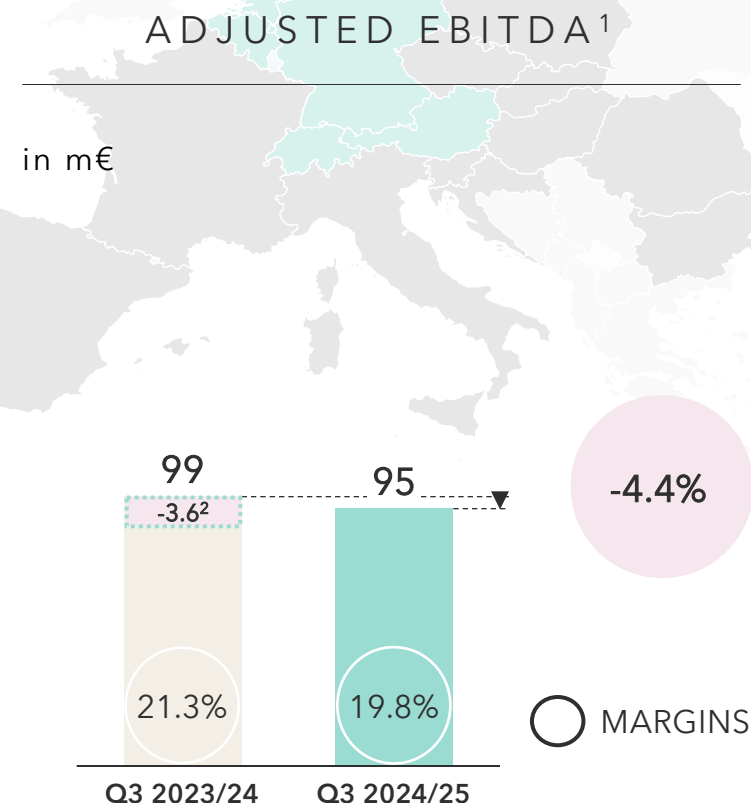 ADJUSTED EBITDA¹
in m€
99
95
-4.4%
-3.6²
21.3%
19.8%
MARGINS
Q3 2023/24
Q3 2024/25